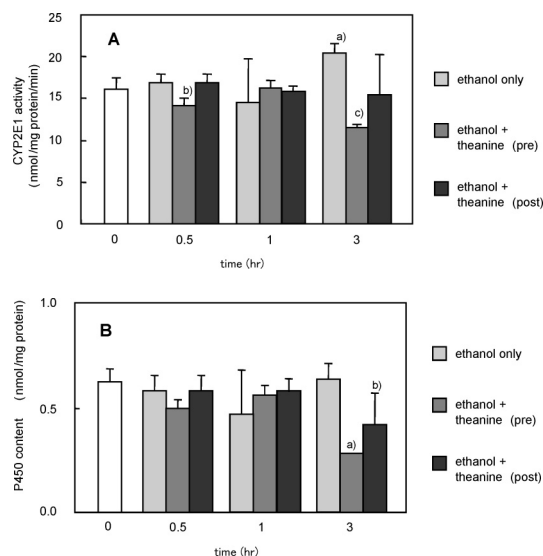 A
CYP2E1 activity
(nmol/mg protein/min)
25
20
15
10
5
0
a)
b)
c)
0
0.5
1
3
time (hr)
ethanol only
ethanol +
theanine (pre)
ethanol +
theanine (post)
B
P450 content (nmol/mg protein)
1.0
0.5
0.0
b)
a)
0
0.5
1
3
time (hr)
ethanol only
ethanol +
theanine (pre)
ethanol +
theanine (post)